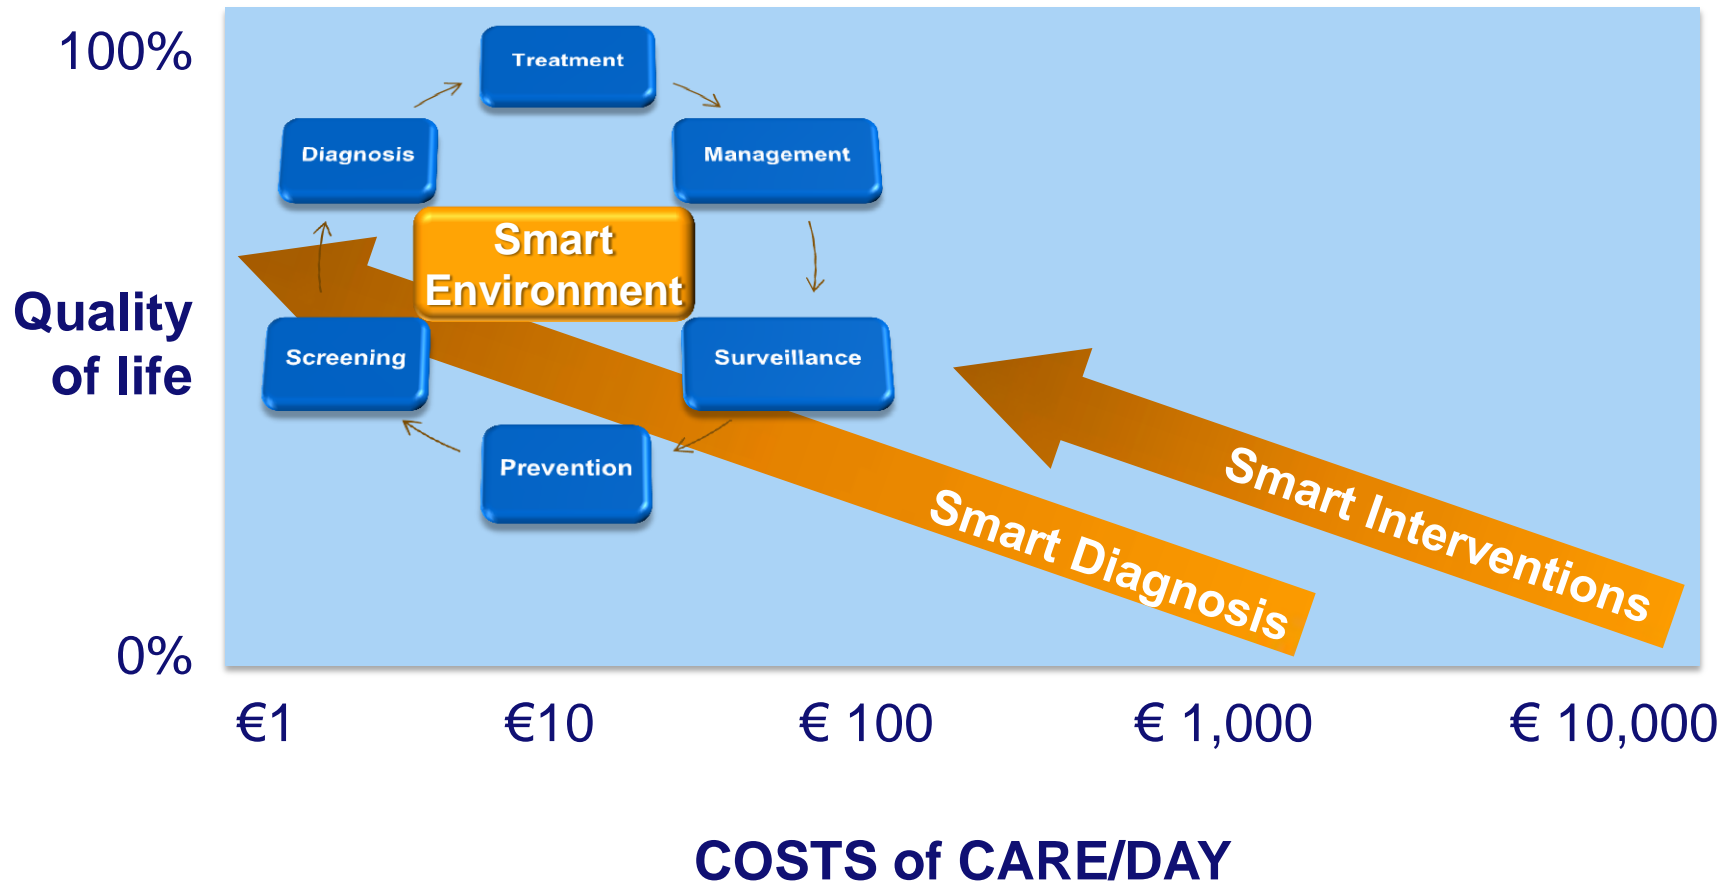 100%
Treatment
Diagnosis
Management
Smart
Environment
Quality
of life
Screening
Surveillance
Prevention
Smart Interventions
Smart Diagnosis
0%
€1
€10
€ 100
€ 1,000
€ 10,000
COSTS of CARE/DAY